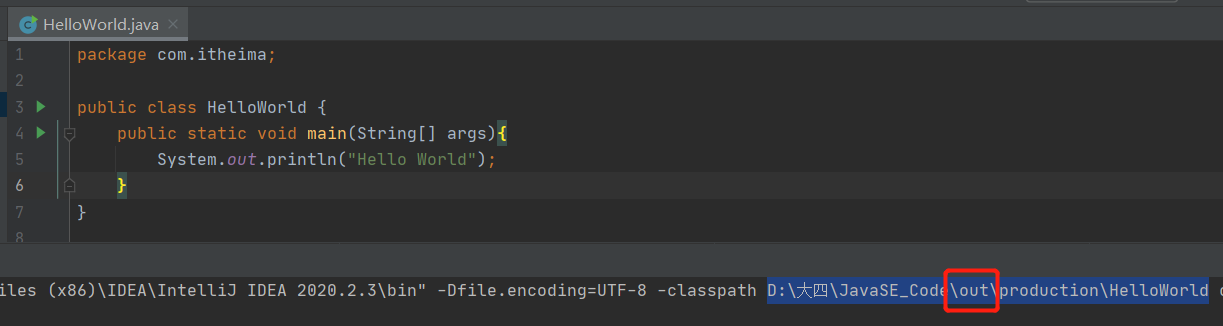 HelloWorld.java
1 package com.itheima;
2
3 public class HelloWorld {
4 public static void main(String[] args){
5 System.out.println("Hello World");
6 }
7 }
8
iles (x86)\IDEA\IntelliJ IDEA 2020.2.3\bin" -Dfile.encoding=UTF-8 -classpath D:\大四\JavaSE_Code\out\production\HelloWorld c